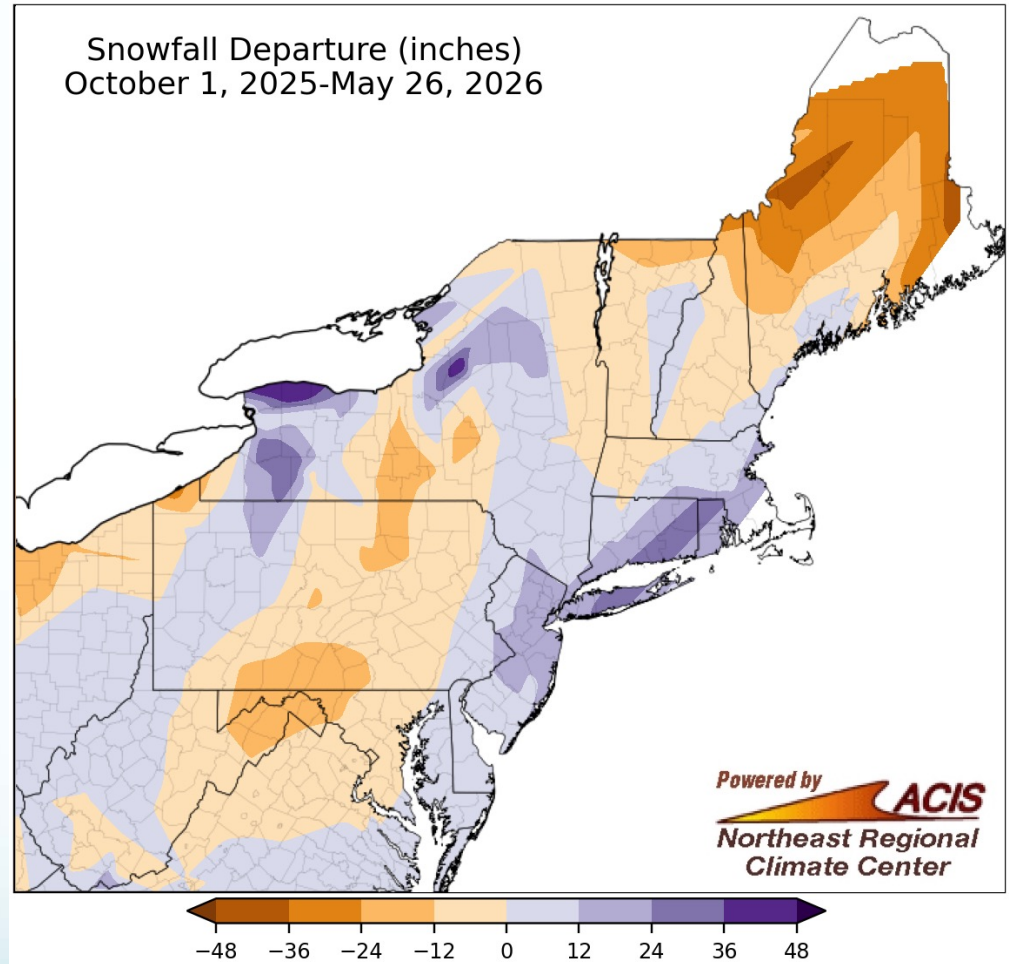 Snowfall Departure (inches)
October 1, 2025-May 26, 2026
Powered by
ACIS
Northeast Regional
Climate Center
−48 −36 −24 −12 0 12 24 36 48